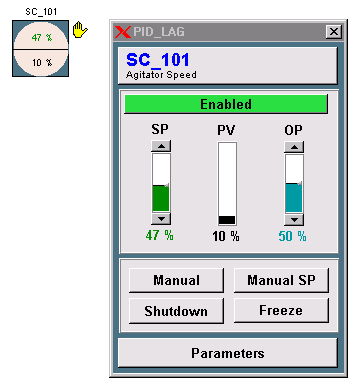 SC_101
47 %
10 %
PID_LAG
SC_101
Agitator Speed
Enabled
SP PV OP
47 % 10 % 50 %
Manual Manual SP
Shutdown Freeze
Parameters